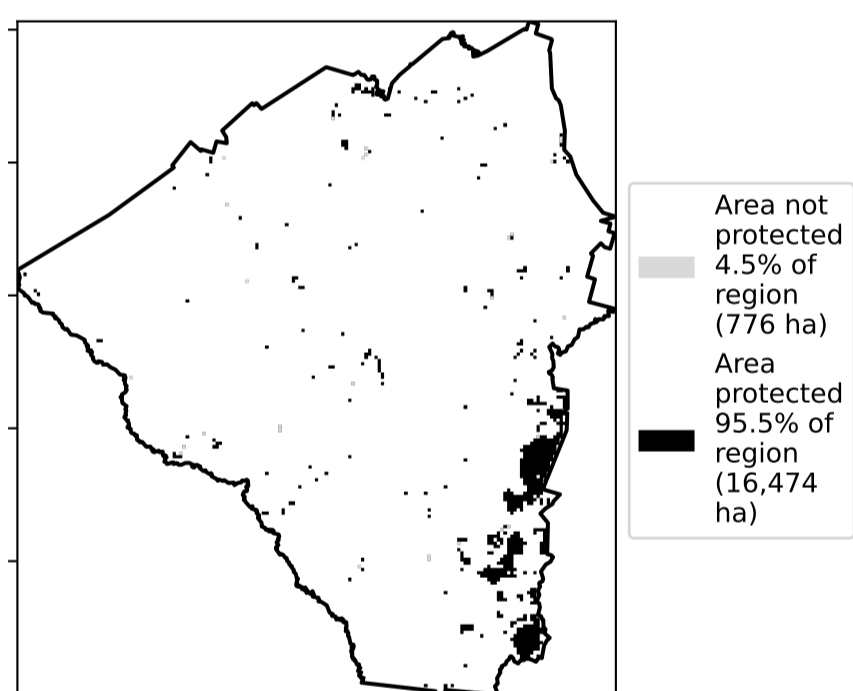 Area not
protected
4.5% of
region
(776 ha)
Area
protected
95.5% of
region
(16,474
ha)